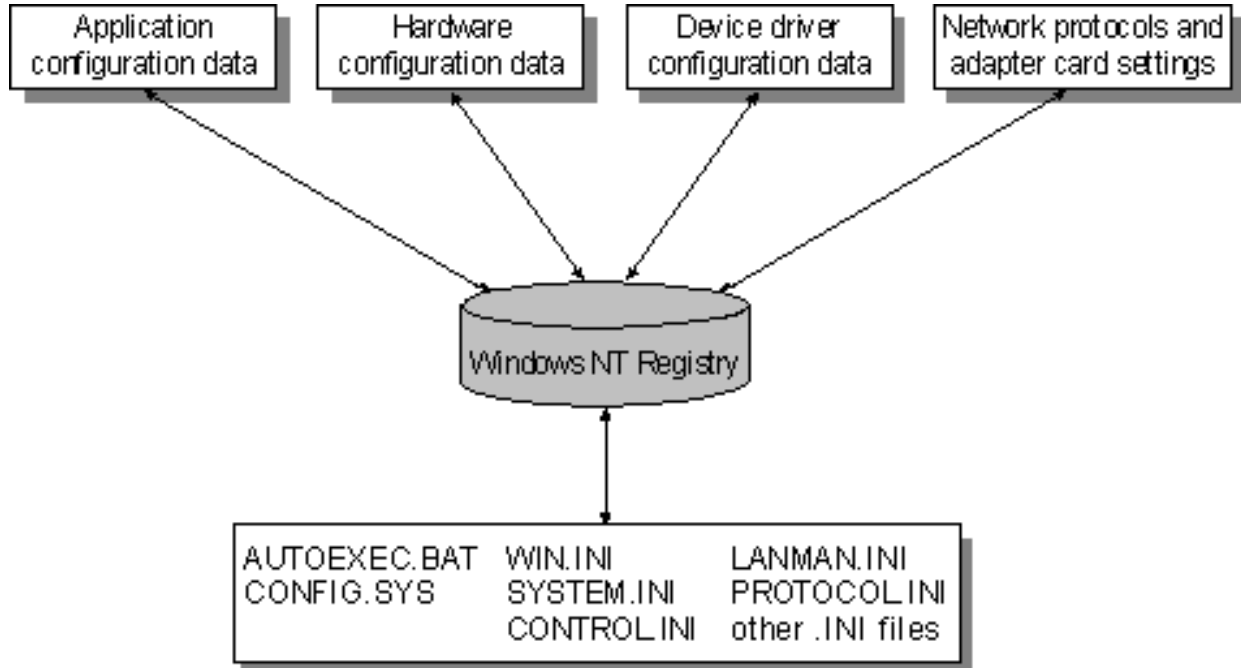 Application
configuration data
Hardware
configuration data
Device driver
configuration data
Network protocols and
adapter card settings
Windows NT Registry
AUTOEXEC.BAT WIN.INI LANMAN.INI
CONFIG.SYS SYSTEM.INI PROTOCOL.INI
CONTROL.INI other .INI files